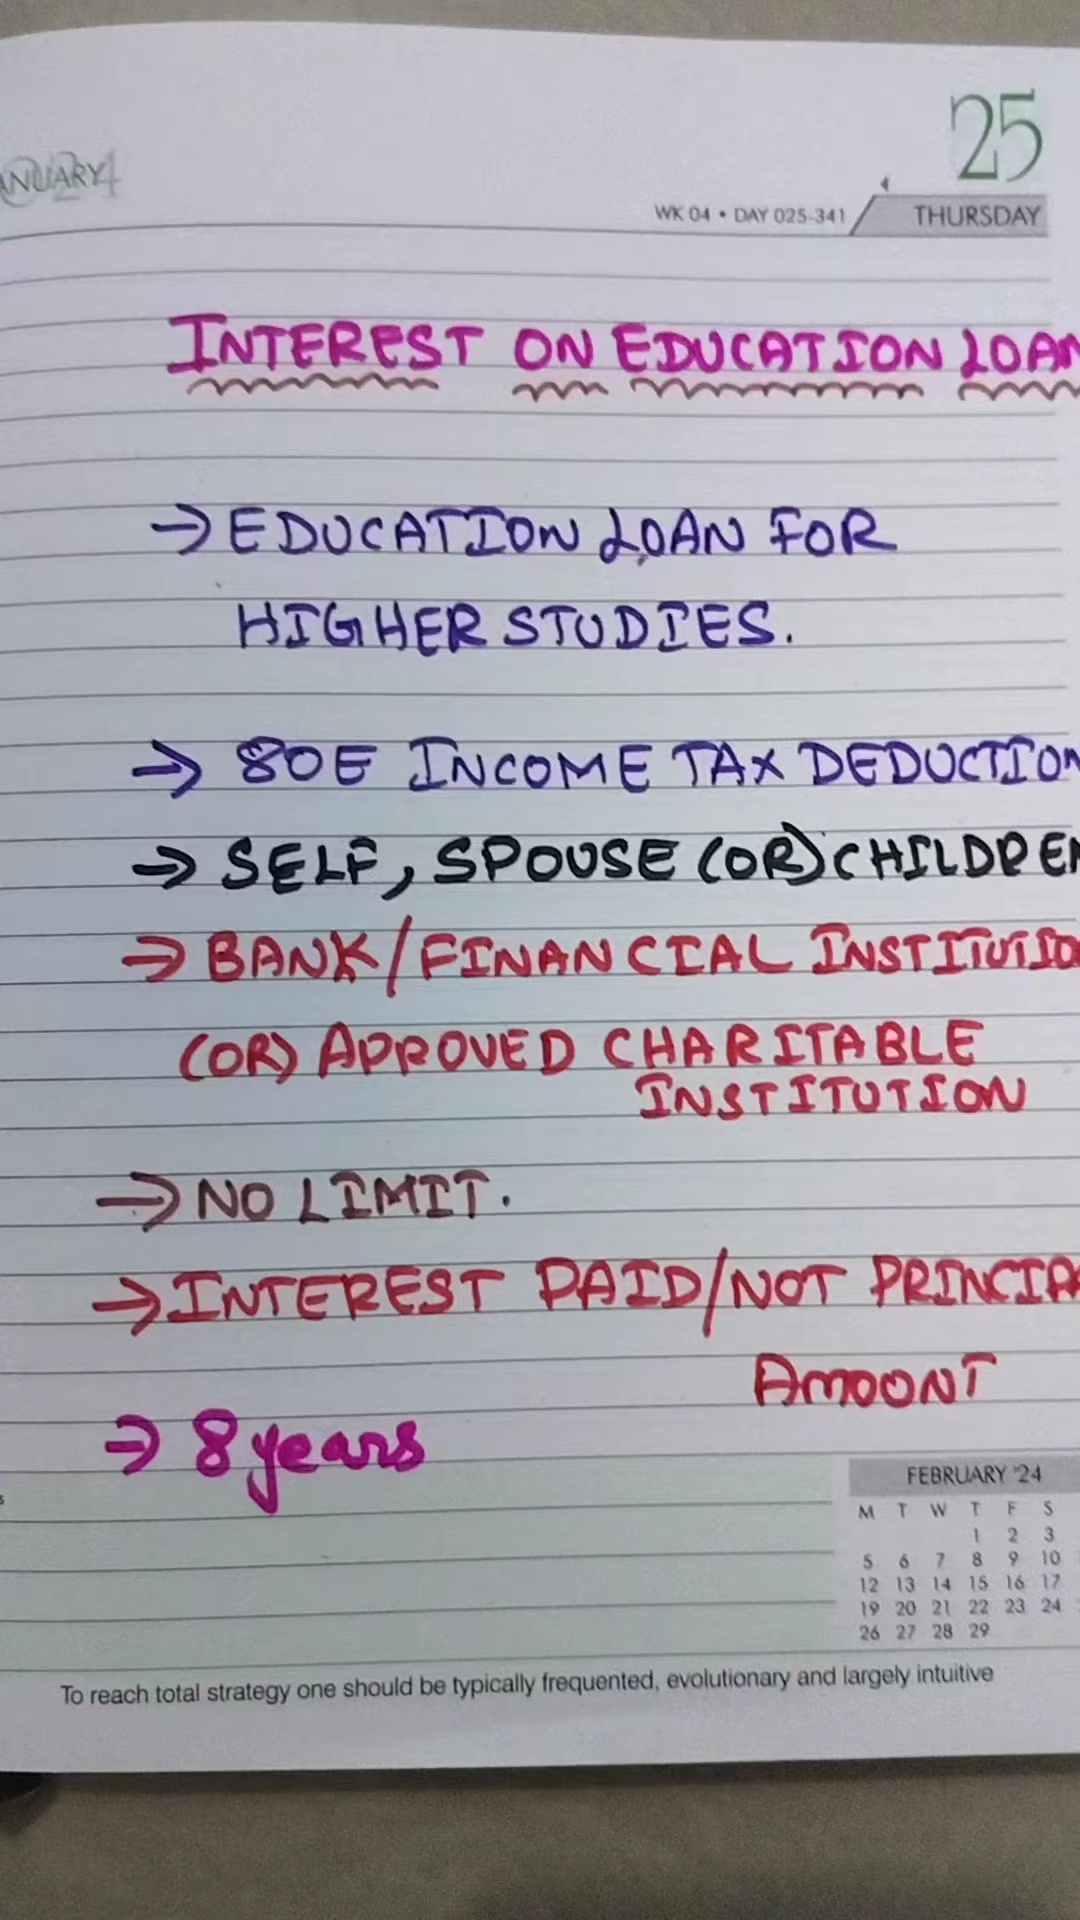 25
ANUARY
WK 04 • DAY 025-341
THURSDAY
INTEREST ON EDUCATION LOAN
→ EDUCATION LOAN FOR
HIGHER STUDIES.
→ 80E INCOME TAX DEDUCTION
→ SELF, SPOUSE (OR) CHILDREN
→ BANK/FINANCIAL INSTITUTIO
(OR) APPROVED CHARITABLE
INSTITUTION
→ NO LIMIT.
→ INTEREST PAID/NOT PRINCIPA
AMOUNT
→ 8 years
FEBRUARY '24
M T W T F S
1 2 3
5 6 7 8 9 10
12 13 14 15 16 17
19 20 21 22 23 24
26 27 28 29
To reach total strategy one should be typically frequented, evolutionary and largely intuitive